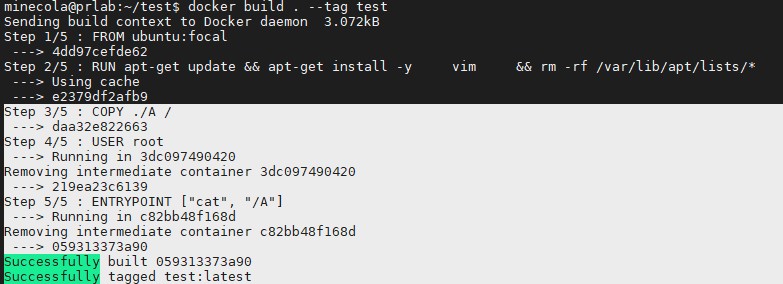 minecola@prlab:~/test$ docker build . --tag test
Sending build context to Docker daemon  3.072kB
Step 1/5 : FROM ubuntu:focal
 ---> 4dd97cefde62
Step 2/5 : RUN apt-get update && apt-get install -y     vim     && rm -rf /var/lib/apt/lists/*
 ---> Using cache
 ---> e2379df2afb9
Step 3/5 : COPY ./A /
 ---> daa32e822663
Step 4/5 : USER root
 ---> Running in 3dc097490420
Removing intermediate container 3dc097490420
 ---> 219ea23c6139
Step 5/5 : ENTRYPOINT ["cat", "/A"]
 ---> Running in c82bb48f168d
Removing intermediate container c82bb48f168d
 ---> 059313373a90
Successfully built 059313373a90
Successfully tagged test:latest